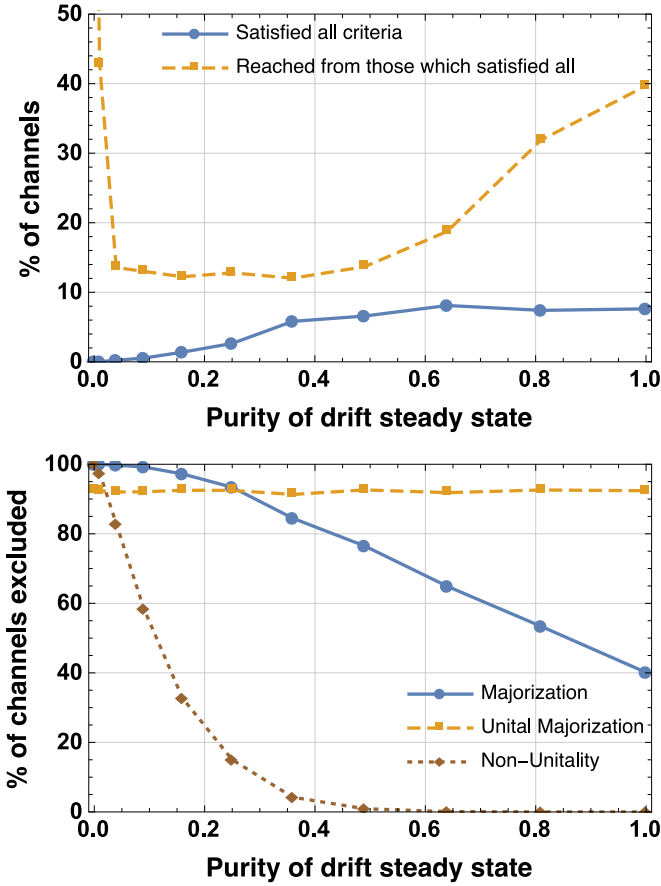 50
40
30
20
10
0
% of channels
Satisfied all criteria
Reached from those which satisfied all
0.0 0.2 0.4 0.6 0.8 1.0
Purity of drift steady state
100
80
60
40
20
0
% of channels excluded
Majorization
Unital Majorization
Non-Unitality
0.0 0.2 0.4 0.6 0.8 1.0
Purity of drift steady state